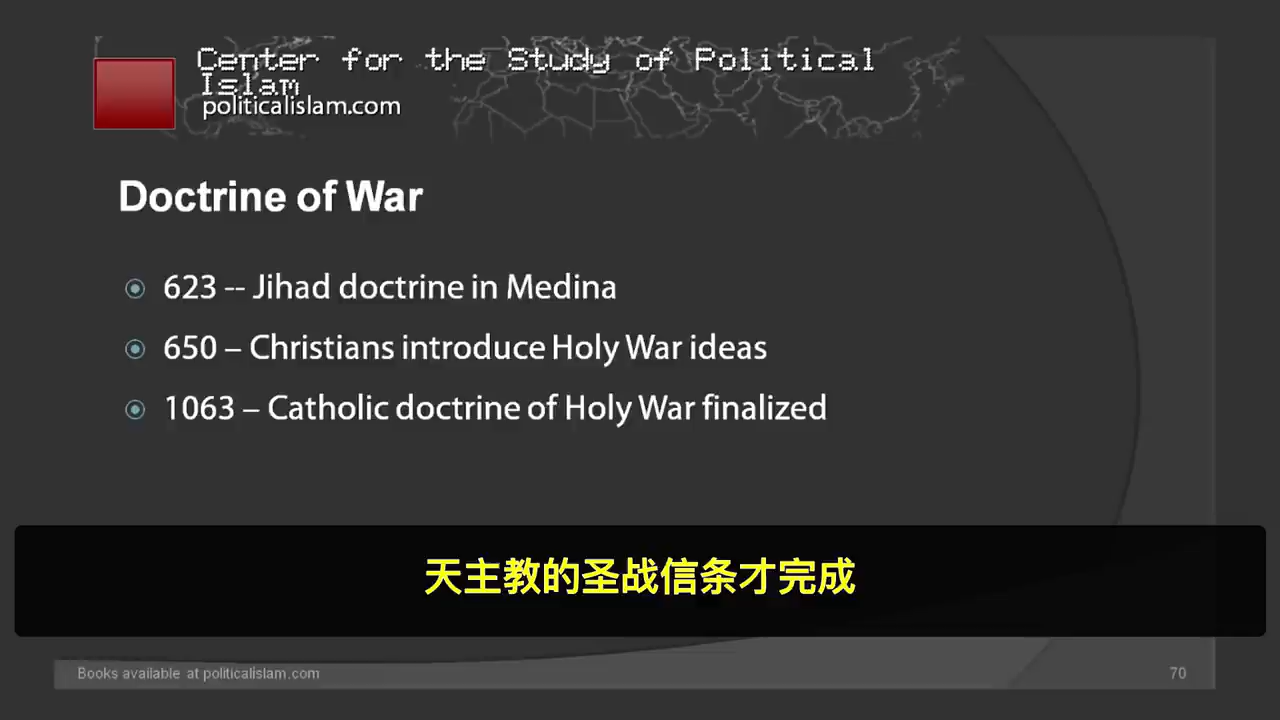 Center for the Study of Political
Islam
politicalislam.com
Doctrine of War
623 -- Jihad doctrine in Medina
650 – Christians introduce Holy War ideas
1063 – Catholic doctrine of Holy War finalized
天主教的圣战信条才完成
Books available at politicalislam.com
70